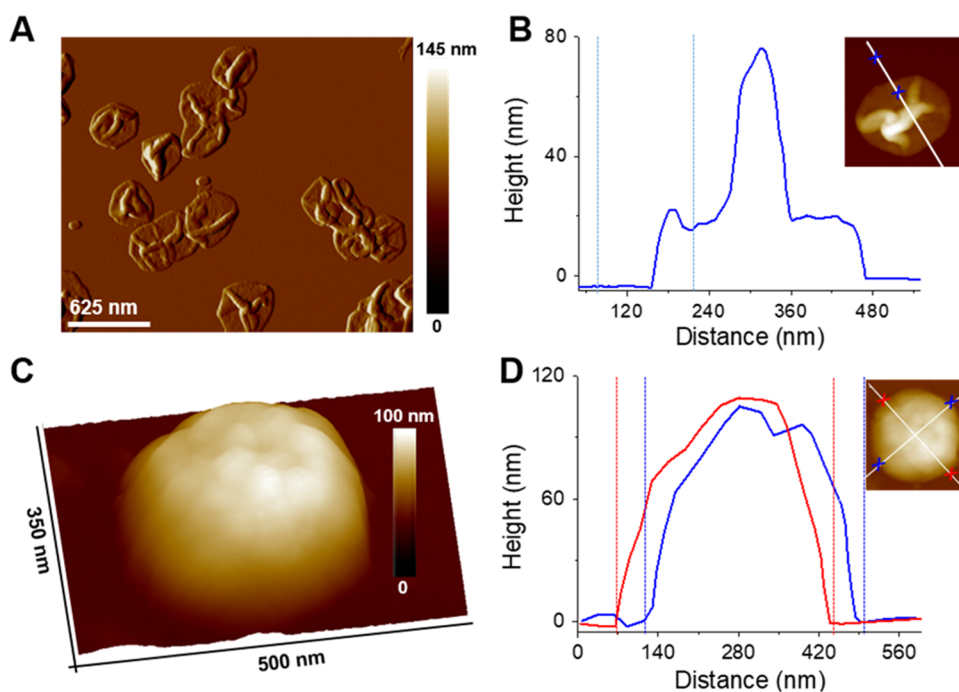 A
145 nm
0
625 nm
B
Height (nm)
80
40
0
120 240 360 480
Distance (nm)
C
100 nm
0
350 nm
500 nm
D
Height (nm)
120
60
0
0 140 280 420 560
Distance (nm)